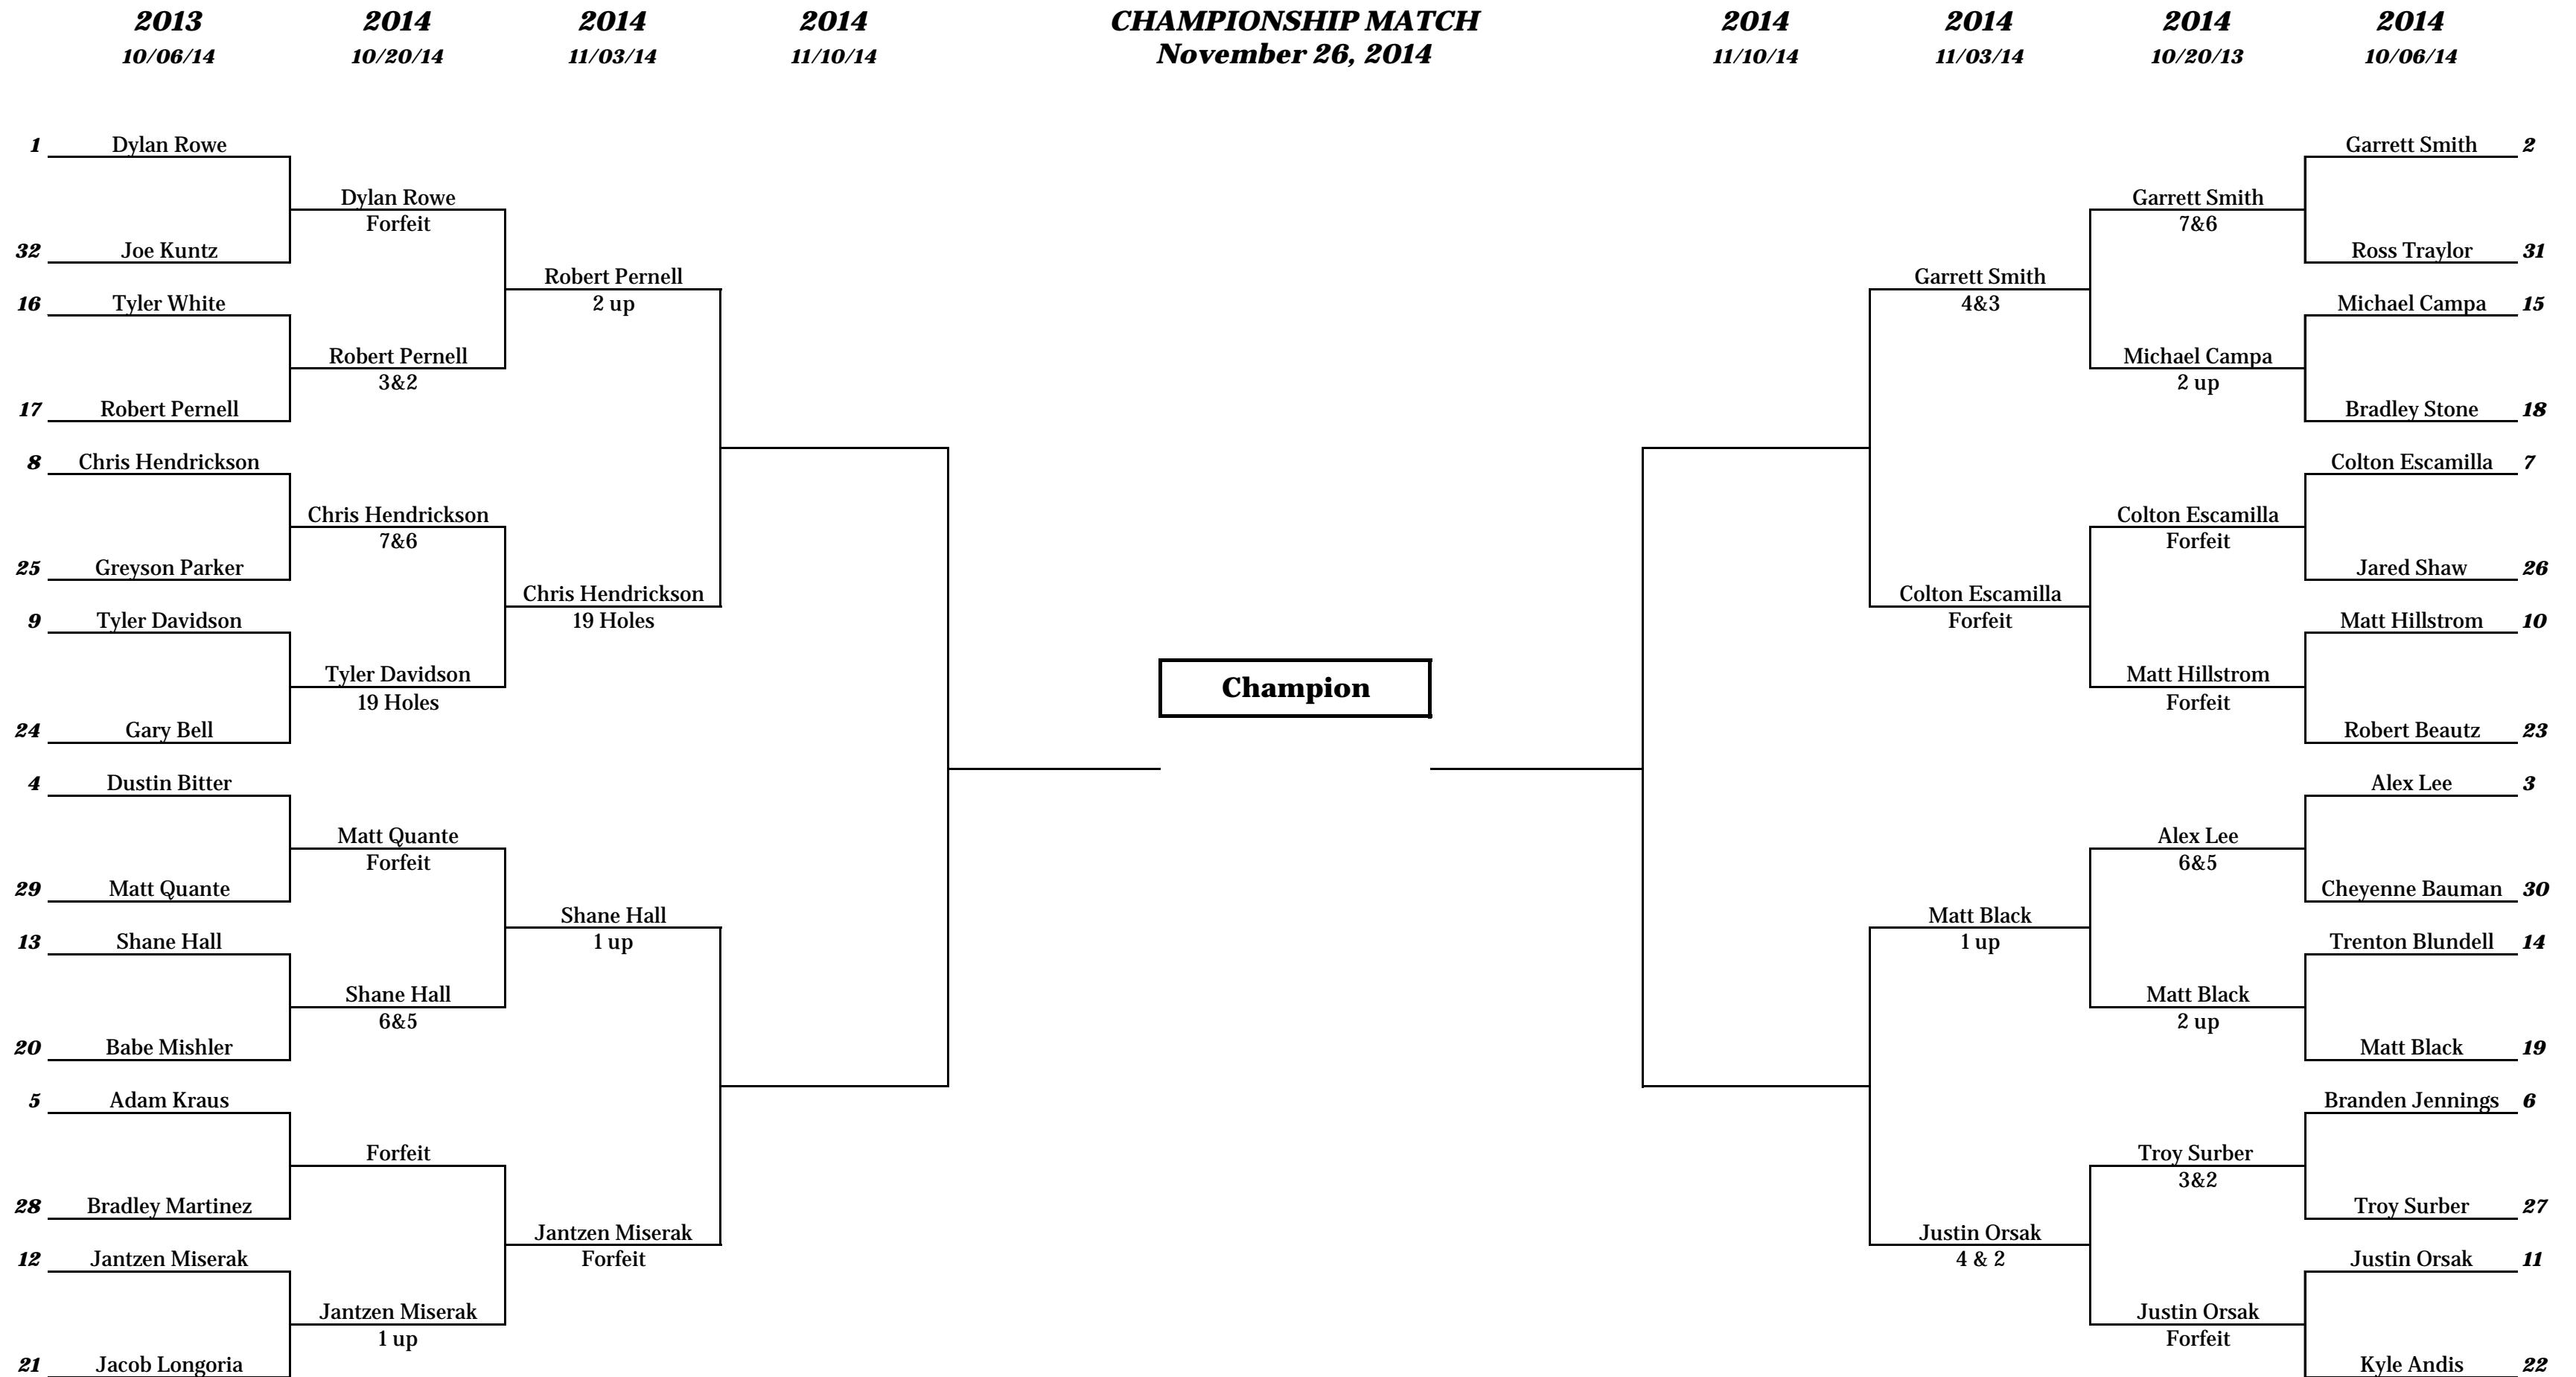 2013 2014 2014 2014 CHAMPIONSHIP MATCH 2014 2014 2014 2014
10/06/14 10/20/14 11/03/14 11/10/14 November 26, 2014 11/10/14 11/03/14 10/20/13 10/06/14
1 Dylan Rowe Garrett Smith 2
Dylan Rowe Garrett Smith
Forfeit 7&6
32 Joe Kuntz Ross Traylor 31
Robert Pernell Garrett Smith
16 Tyler White 2 up 4&3 Michael Campa 15
Robert Pernell Michael Campa
3&2 2 up
17 Robert Pernell Bradley Stone 18
8 Chris Hendrickson Colton Escamilla 7
Chris Hendrickson Colton Escamilla
7&6 Forfeit
25 Greyson Parker Jared Shaw 26
Chris Hendrickson Colton Escamilla
9 Tyler Davidson 19 Holes Forfeit Matt Hillstrom 10
Tyler Davidson Champion Matt Hillstrom
19 Holes Forfeit
24 Gary Bell Robert Beautz 23
4 Dustin Bitter Alex Lee 3
Matt Quante Alex Lee
Forfeit 6&5
29 Matt Quante Cheyenne Bauman 30
Shane Hall Matt Black
13 Shane Hall 1 up 1 up Trenton Blundell 14
Shane Hall Matt Black
6&5 2 up
20 Babe Mishler Matt Black 19
5 Adam Kraus Branden Jennings 6
Forfeit Troy Surber
3&2
28 Bradley Martinez Troy Surber 27
Jantzen Miserak Justin Orsak
12 Jantzen Miserak Forfeit 4 & 2 Justin Orsak 11
Jantzen Miserak Justin Orsak
1 up Forfeit
21 Jacob Longoria Kyle Andis 22